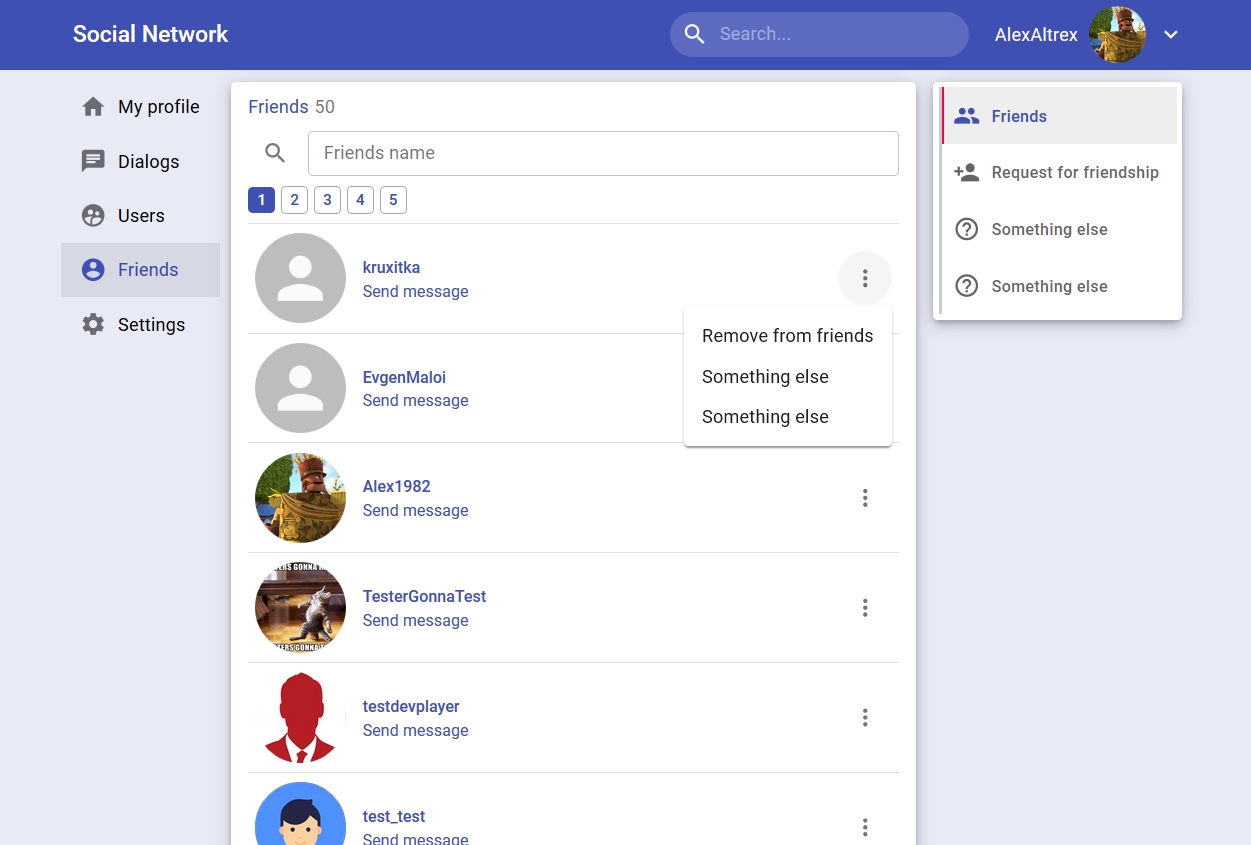 Social Network
Search...
AlexAltrex
My profile
Dialogs
Users
Friends
Settings
Friends 50
Friends name
1 2 3 4 5
kruxitka
Send message
Remove from friends
Something else
Something else
EvgenMaloi
Send message
Alex1982
Send message
TesterGonnaTest
Send message
testdevplayer
Send message
test_test
Send message
Friends
Request for friendship
Something else
Something else